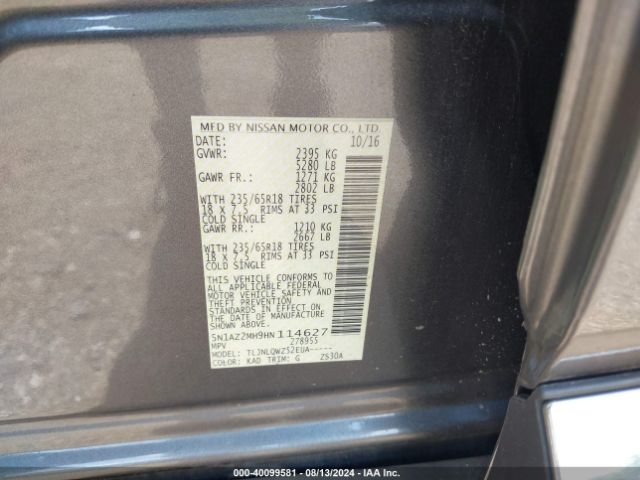 MFD BY NISSAN MOTOR CO., LTD.
DATE: 10/16
GVWR: 2395 KG
5280 LB
GAWR FR.: 1271 KG
2802 LB
WITH 235/65R18 TIRES
18 X 7.5 RIMS AT 33 PSI
COLD SINGLE
GAWR RR.: 1210 KG
2667 LB
WITH 235/65R18 TIRES
18 X 7.5 RIMS AT 33 PSI
COLD SINGLE
THIS VEHICLE CONFORMS TO
ALL APPLICABLE FEDERAL
MOTOR VEHICLE SAFETY AND
THEFT PREVENTION
STANDARDS IN EFFECT ON
THE DATE OF MANUFACTURE
SHOWN ABOVE.
5N1AZ2MH9HN114627
MPV 278955
MODEL: TLJNLQWZ52EUA-----
COLOR: KAD TRIM: G ZS30A
000-40099581 - 08/13/2024 - IAA Inc.